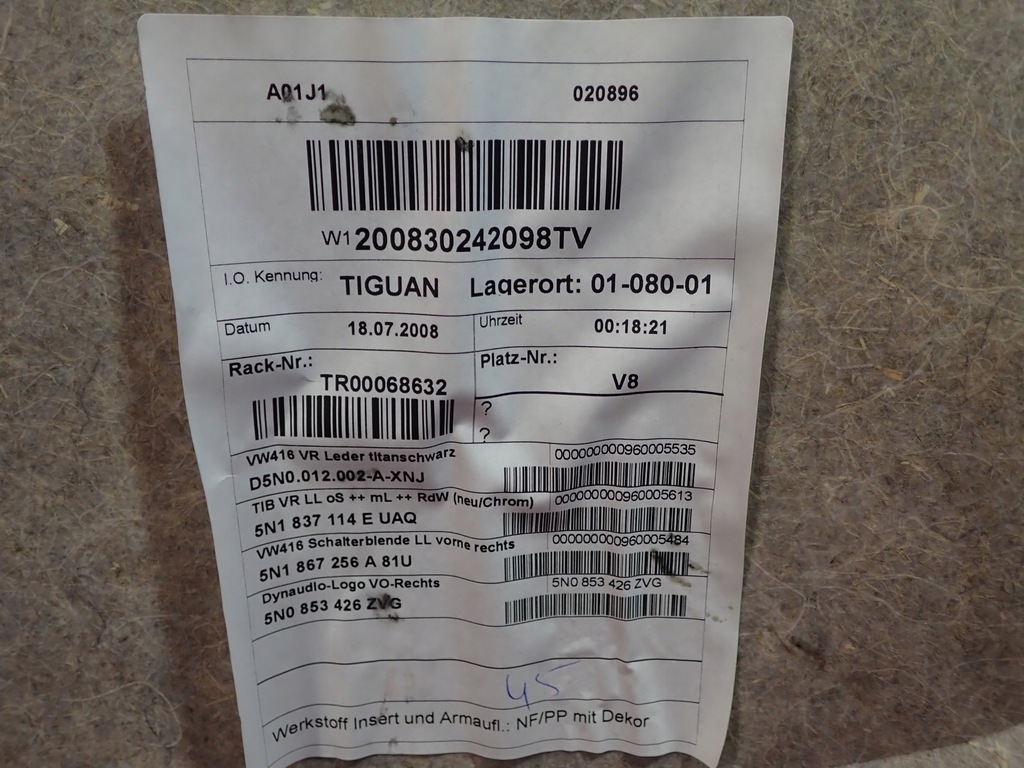 A01J1 020896
W1 200830242098TV
I.O. Kennung: TIGUAN Lagerort: 01-080-01
Datum 18.07.2008 Uhrzeit 00:18:21
Rack-Nr.: Platz-Nr.:
TR00068632 V8
?
?
VW416 VR Leder titanschwarz 000000000960005535
D5N0.012.002-A-XNJ
TIB VR LL oS ++ mL ++ RdW (neu/Chrom) 000000000960005613
5N1 837 114 E UAQ
VW416 Schalterblende LL vorne rechts 000000000960005484
5N1 867 256 A 81U
Dynaudio-Logo VO-Rechts 5N0 853 426 ZVG
5N0 853 426 ZVG
45
Werkstoff Insert und Armaufl.: NF/PP mit Dekor